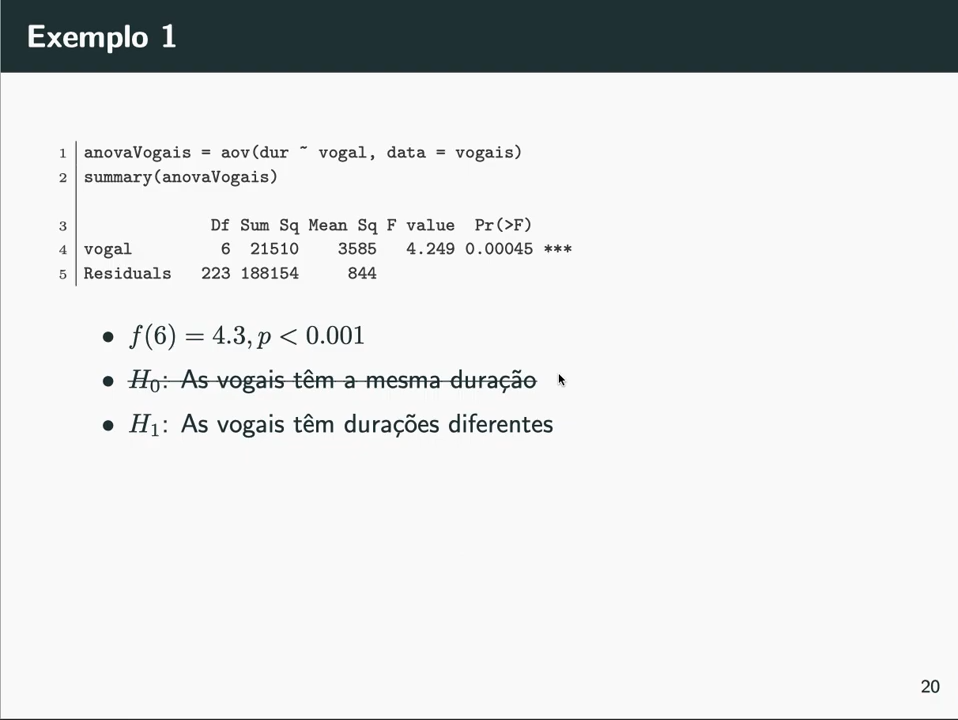 Exemplo 1
1 anovaVogais = aov(dur ~ vogal, data = vogais)
2 summary(anovaVogais)
3 Df Sum Sq Mean Sq F value Pr(>F)
4 vogal 6 21510 3585 4.249 0.00045 ***
5 Residuals 223 188154 844
• f(6) = 4.3, p < 0.001
• H₀: As vogais têm a mesma duração
• H₁: As vogais têm durações diferentes
20